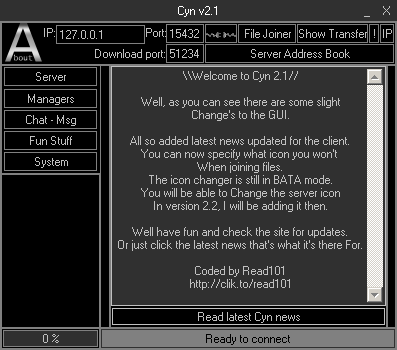 Cyn v2.1
IP: 127.0.0.1 Port: 15432 File Joiner Show Transfer ! IP
About
Download port: 51234 Server Address Book
Server
Managers
Chat - Msg
Fun Stuff
System
\\Welcome to Cyn 2.1//
Well, as you can see there are some slight
Change's to the GUI.
All so added latest news updated for the client.
You can now specify what icon you won't
When joining files.
The icon changer is still in BATA mode.
You will be able to Change the server icon
In version 2.2, I will be adding it then.
Well have fun and check the site for updates.
Or just click the latest news that's what it's there For.
Coded by Read101
http://clik.to/read101
Read latest Cyn news
0 %
Ready to connect